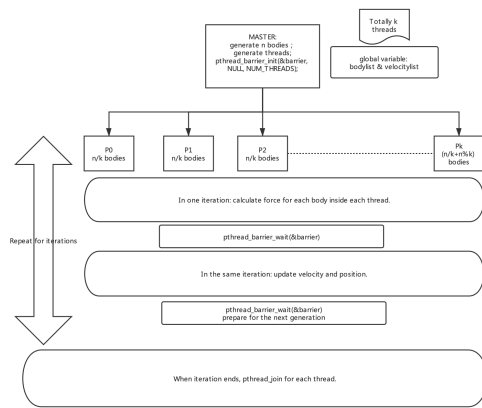 MASTER:
generate n bodies ;
generate threads;
pthread_barrier_init(&barrier,
NULL, NUM_THREADS);
Totally k
threads
global variable:
bodylist & velocitylist
P0
n/k bodies
P1
n/k bodies
P2
n/k bodies
Pk
(n/k+n%k)
bodies
In one iteration: calculate force for each body inside each thread.
Repeat for iterations
pthread_barrier_wait(&barrier)
In the same iteration: update velocity and position.
pthread_barrier_wait(&barrier)
prepare for the next generation
When iteration ends, pthread_join for each thread.